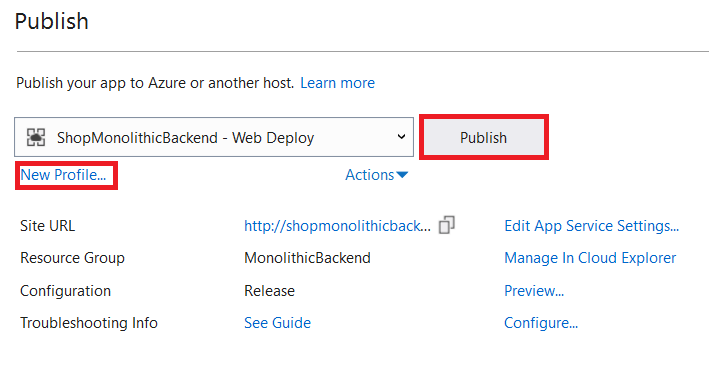 Publish
Publish your app to Azure or another host. Learn more
ShopMonolithicBackend - Web Deploy Publish
New Profile... Actions
Site URL http://shopmonolithicback... Edit App Service Settings...
Resource Group MonolithicBackend Manage In Cloud Explorer
Configuration Release Preview...
Troubleshooting Info See Guide Configure...